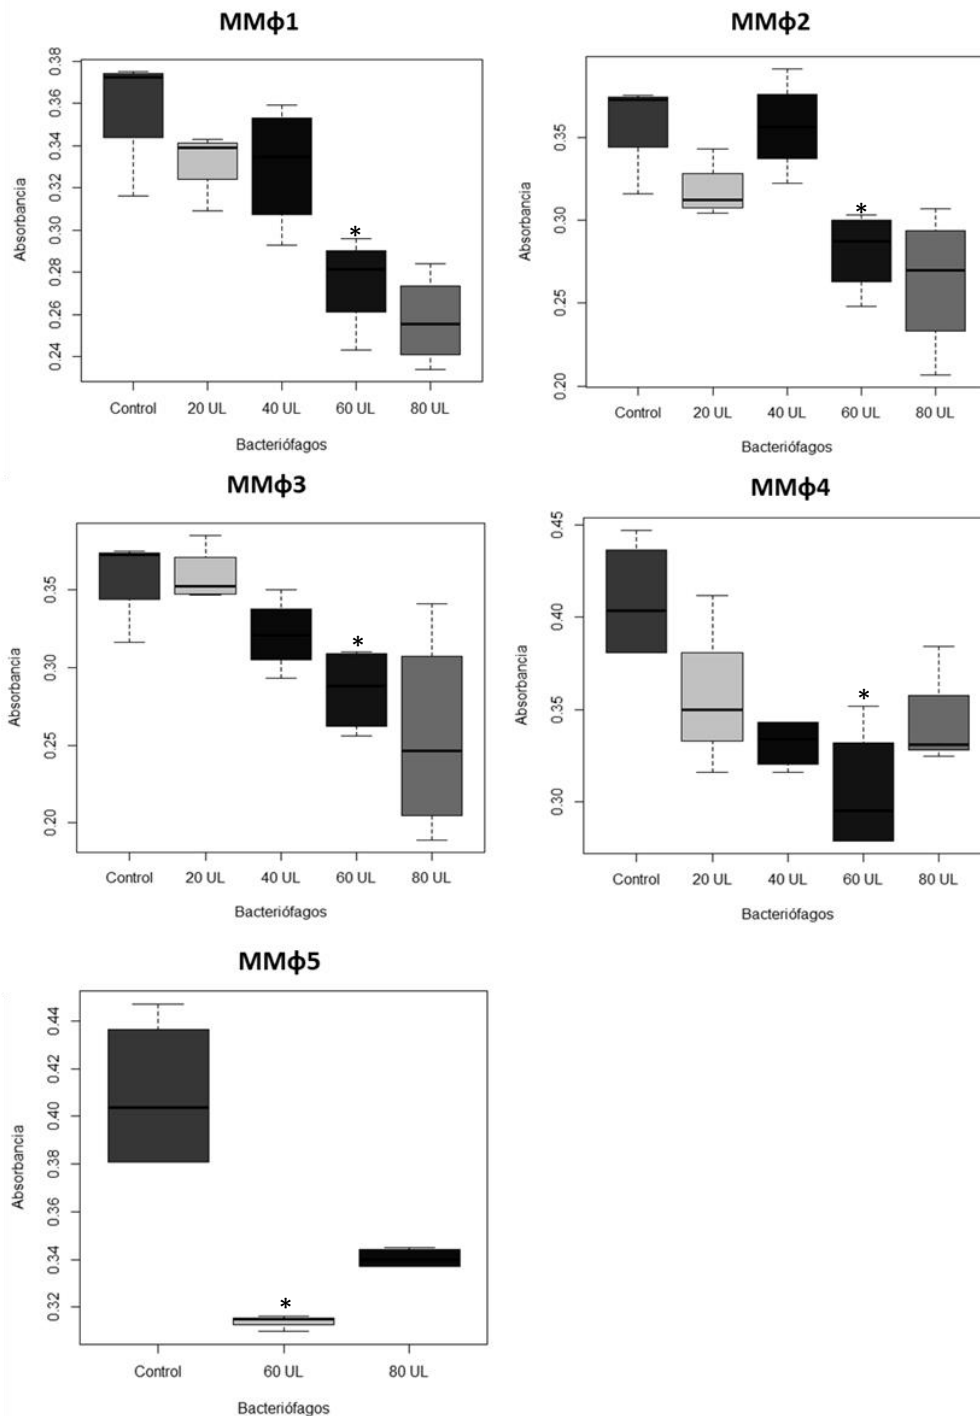 MMϕ1
Absorbancia
0.38
0.36
0.34
0.32
0.30
0.28
0.26
0.24
*
Control 20 UL 40 UL 60 UL 80 UL
Bacteriófagos
MMϕ2
Absorbancia
0.35
0.30
0.25
0.20
*
Control 20 UL 40 UL 60 UL 80 UL
Bacteriófagos
MMϕ3
Absorbancia
0.35
0.30
0.25
0.20
*
Control 20 UL 40 UL 60 UL 80 UL
Bacteriófagos
MMϕ4
Absorbancia
0.45
0.40
0.35
0.30
*
Control 20 UL 40 UL 60 UL 80 UL
Bacteriófagos
MMϕ5
Absorbancia
0.44
0.42
0.40
0.38
0.36
0.34
0.32
*
Control 60 UL 80 UL
Bacteriófagos